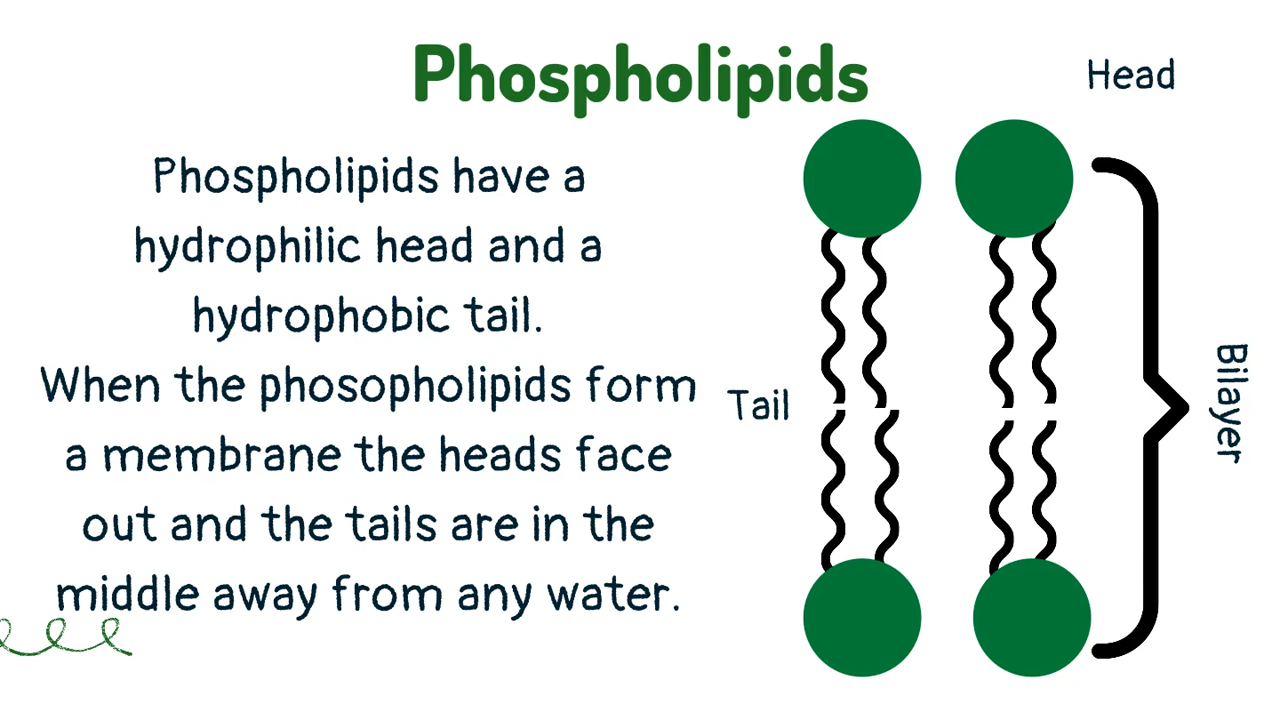 Phospholipids
Head
Phospholipids have a
hydrophilic head and a
hydrophobic tail.
When the phosopholipids form
a membrane the heads face
out and the tails are in the
middle away from any water.
Tail
Bilayer